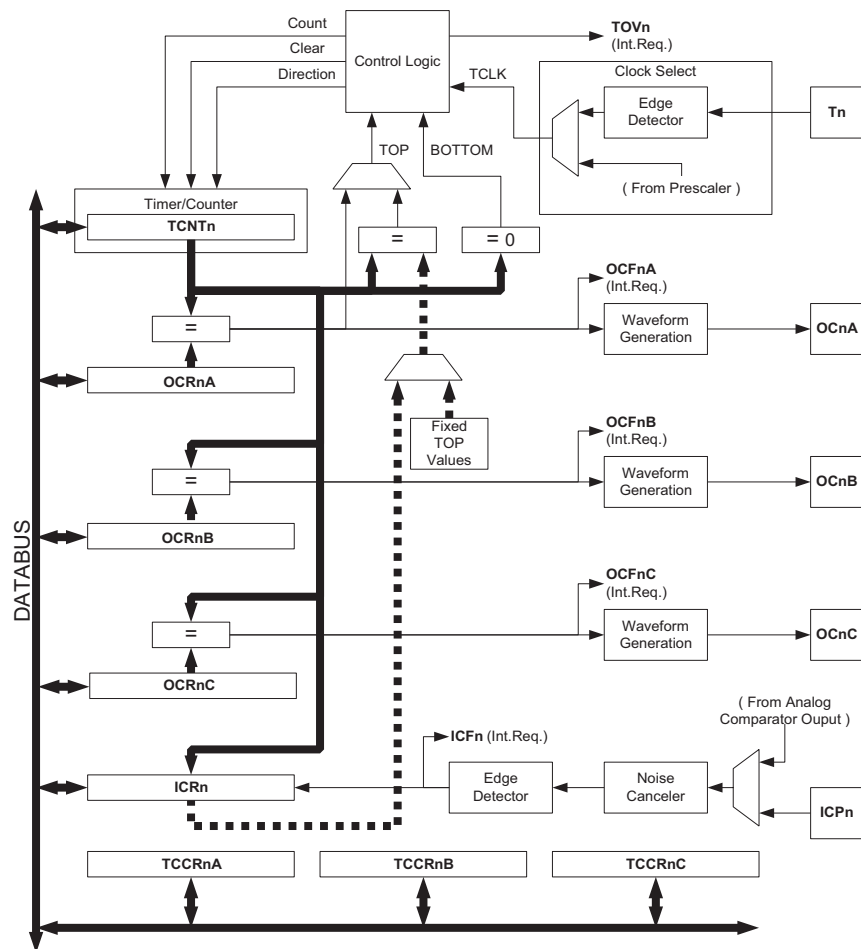 Count
Clear
Direction
Control Logic
TOVn
(Int.Req.)
TCLK
Clock Select
Edge
Detector
Tn
( From Prescaler )
TOP
BOTTOM
Timer/Counter
TCNTn
=
= 0
OCFnA
(Int.Req.)
=
Waveform
Generation
OCnA
OCRnA
Fixed
TOP
Values
OCFnB
(Int.Req.)
=
Waveform
Generation
OCnB
OCRnB
DATABUS
OCFnC
(Int.Req.)
=
Waveform
Generation
OCnC
OCRnC
( From Analog
Comparator Ouput )
ICFn (Int.Req.)
ICRn
Edge
Detector
Noise
Canceler
ICPn
TCCRnA
TCCRnB
TCCRnC